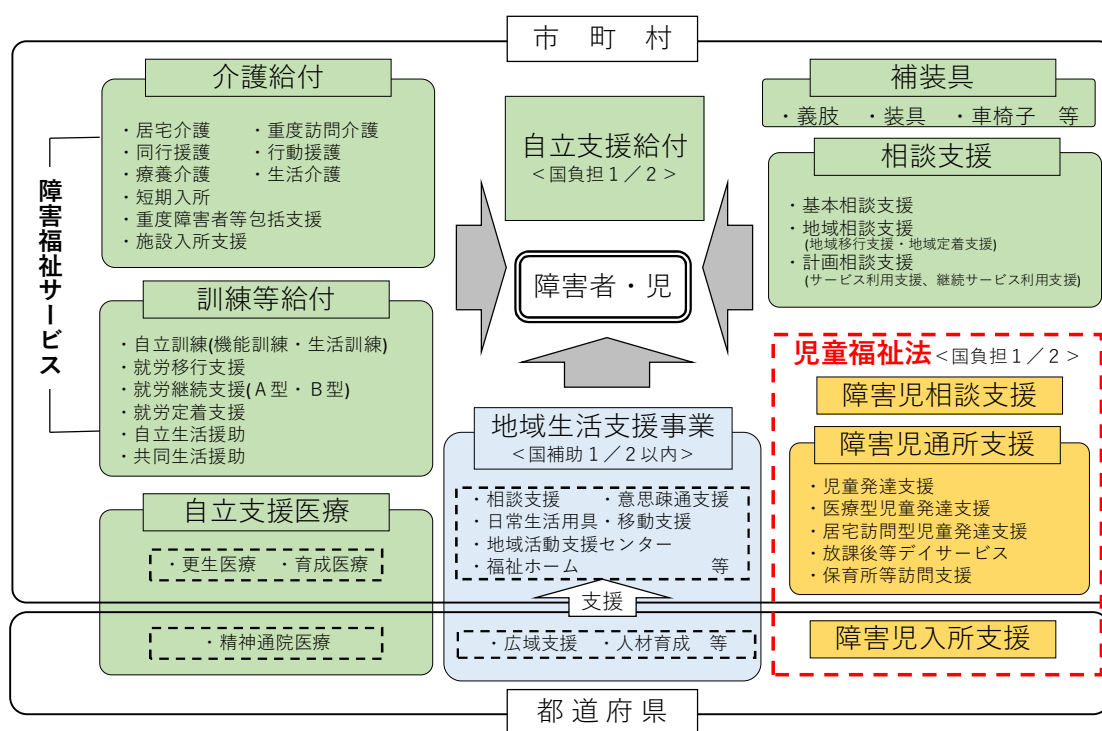 市　町　村
介護給付
・居宅介護　・重度訪問介護
・同行援護　・行動援護
・療養介護　・生活介護
・短期入所
・重度障害者等包括支援
・施設入所支援
障害福祉サービス
訓練等給付
・自立訓練(機能訓練・生活訓練)
・就労移行支援
・就労継続支援(Ａ型・Ｂ型)
・就労定着支援
・自立生活援助
・共同生活援助
自立支援医療
・更生医療　・育成医療
・精神通院医療
自立支援給付
＜国負担１／２＞
障害者・児
地域生活支援事業
＜国補助１／２以内＞
・相談支援　・意思疎通支援
・日常生活用具・移動支援
・地域活動支援センター
・福祉ホーム　等
支援
・広域支援　・人材育成　等
補装具
・義肢　・装具　・車椅子　等
相談支援
・基本相談支援
・地域相談支援
(地域移行支援・地域定着支援)
・計画相談支援
(サービス利用支援、継続サービス利用支援)
児童福祉法＜国負担１／２＞
障害児相談支援
障害児通所支援
・児童発達支援
・医療型児童発達支援
・居宅訪問型児童発達支援
・放課後等デイサービス
・保育所等訪問支援
障害児入所支援
都道府県